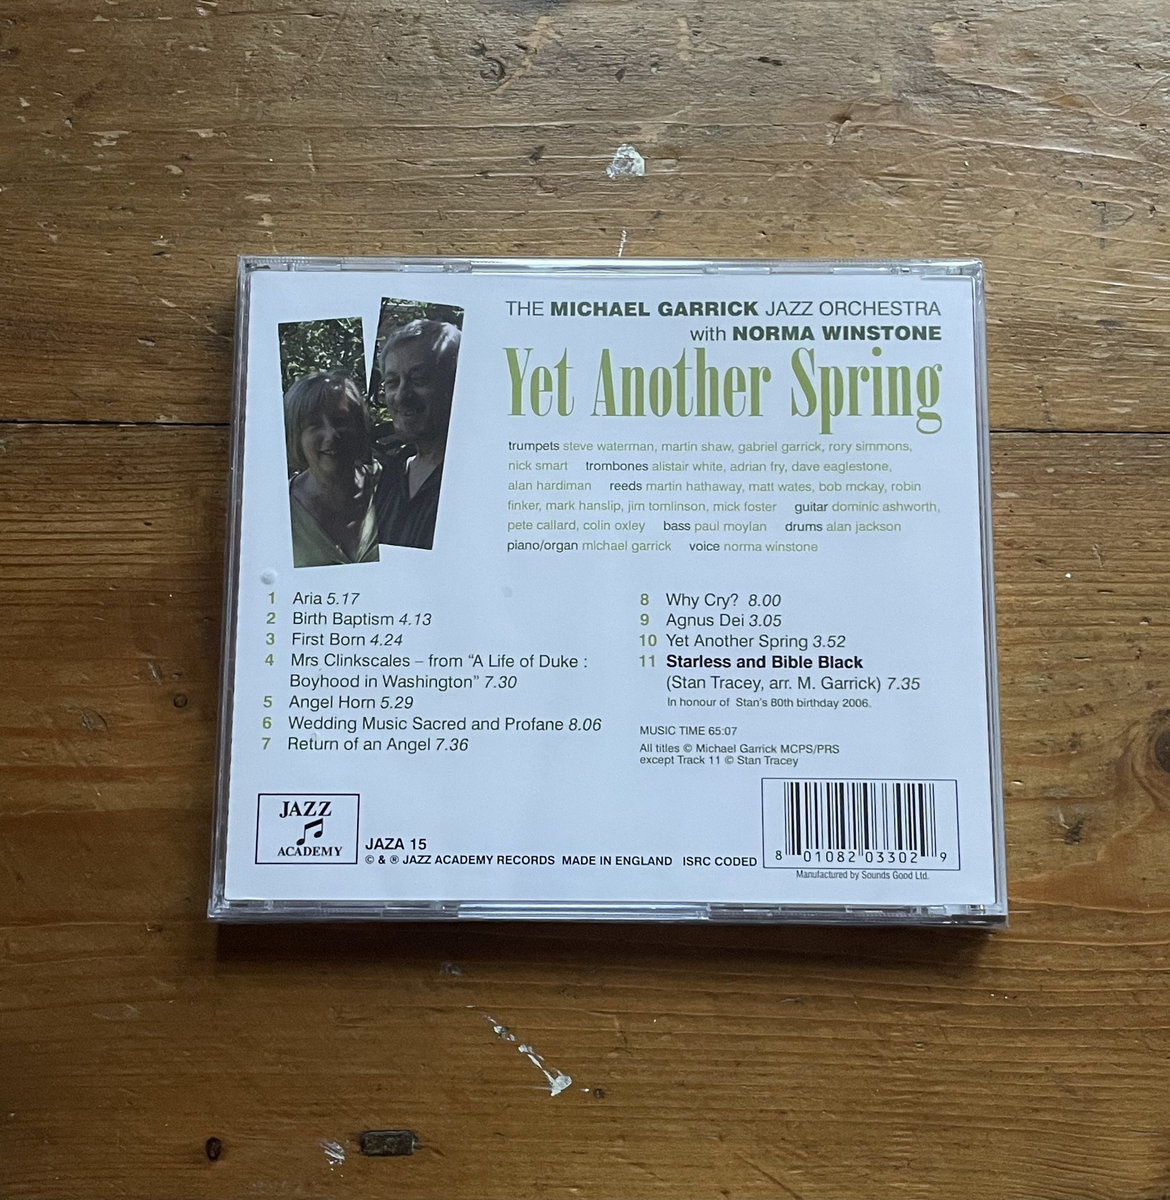 THE MICHAEL GARRICK JAZZ ORCHESTRA
with NORMA WINSTONE
Yet Another Spring
trumpets steve waterman, martin shaw, gabriel garrick, rory simmons,
nick smart trombones alistair white, adrian fry, dave eaglestone,
alan hardiman reeds martin hathaway, matt wates, bob mckay, robin
finker, mark hanslip, jim tomlinson, mick foster guitar dominic ashworth,
pete callard, colin oxley bass paul moylan drums alan jackson
piano/organ michael garrick voice norma winstone
1 Aria 5.17
2 Birth Baptism 4.13
3 First Born 4.24
4 Mrs Clinkscales – from “A Life of Duke :
Boyhood in Washington” 7.30
5 Angel Horn 5.29
6 Wedding Music Sacred and Profane 8.06
7 Return of an Angel 7.36
8 Why Cry? 8.00
9 Agnus Dei 3.05
10 Yet Another Spring 3.52
11 Starless and Bible Black
(Stan Tracey, arr. M. Garrick) 7.35
In honour of Stan's 80th birthday 2006.
MUSIC TIME 65:07
All titles © Michael Garrick MCPS/PRS
except Track 11 © Stan Tracey
JAZZ
ACADEMY
JAZA 15
© & ® JAZZ ACADEMY RECORDS MADE IN ENGLAND ISRC CODED
8 01082 03302 9
Manufactured by Sounds Good Ltd.